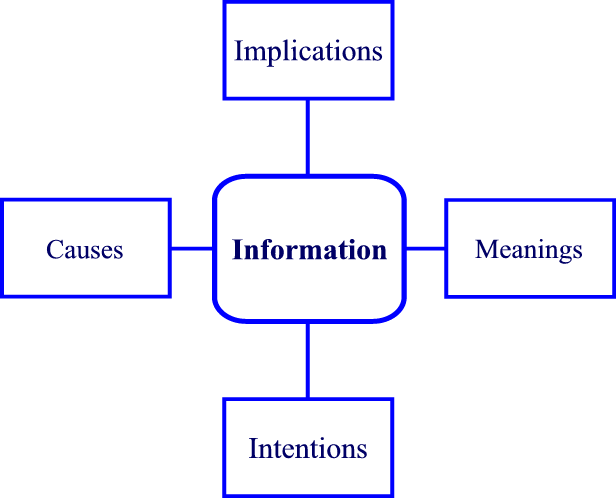 Implications
Causes
Information
Meanings
Intentions